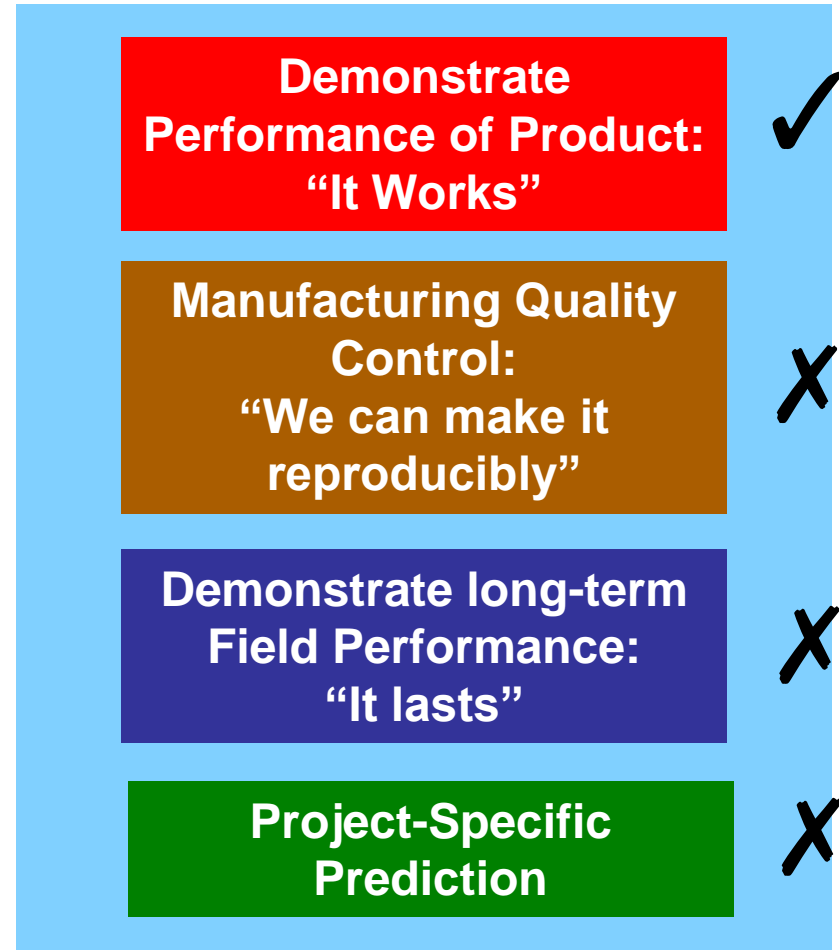 Demonstrate
Performance of Product:
“It Works”
Manufacturing Quality
Control:
“We can make it
reproducibly”
Demonstrate long-term
Field Performance:
“It lasts”
Project-Specific
Prediction